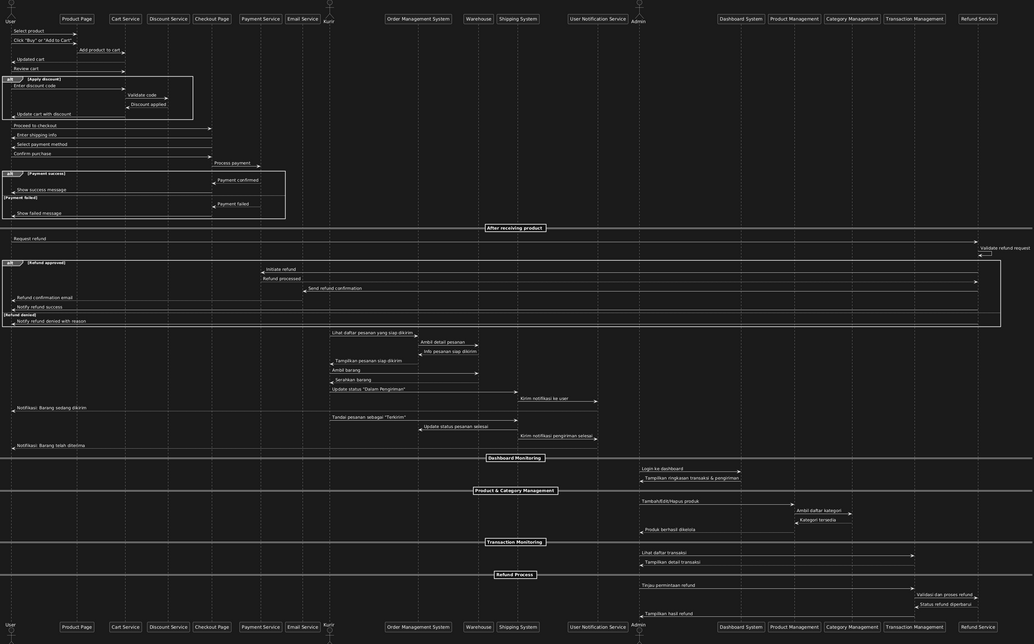 User
Product Page
Cart Service
Discount Service
Checkout Page
Payment Service
Email Service
Kurir
Order Management System
Warehouse
Shipping System
User Notification Service
Admin
Dashboard System
Product Management
Category Management
Transaction Management
Refund Service
Select product
Click "Buy" or "Add to Cart"
Add product to cart
Updated cart
Review cart
alt [Apply discount]
Enter discount code
Validate code
Discount applied
Update cart with discount
Proceed to checkout
Enter shipping info
Select payment method
Confirm purchase
Process payment
alt [Payment success]
Payment confirmed
Show success message
[Payment failed]
Payment failed
Show failed message
After receiving product
Request refund
Validate refund request
alt [Refund approved]
Initiate refund
Refund processed
Send refund confirmation
Refund confirmation email
Notify refund success
[Refund denied]
Notify refund denied with reason
Lihat daftar pesanan yang siap dikirim
Ambil detail pesanan
Info pesanan siap dikirim
Tampilkan pesanan siap dikirim
Ambil barang
Serahkan barang
Update status "Dalam Pengiriman"
Kirim notifikasi ke user
Notifikasi: Barang sedang dikirim
Tandai pesanan sebagai "Terkirim"
Update status pesanan selesai
Kirim notifikasi pengiriman selesai
Notifikasi: Barang telah diterima
Dashboard Monitoring
Login ke dashboard
Tampilkan ringkasan transaksi & pengiriman
Product & Category Management
Tambah/Edit/Hapus produk
Ambil daftar kategori
Kategori tersedia
Produk berhasil dikelola
Transaction Monitoring
Lihat daftar transaksi
Tampilkan detail transaksi
Refund Process
Tinjau permintaan refund
Validasi dan proses refund
Status refund diperbarui
Tampilkan hasil refund
User
Product Page
Cart Service
Discount Service
Checkout Page
Payment Service
Email Service
Kurir
Order Management System
Warehouse
Shipping System
User Notification Service
Admin
Dashboard System
Product Management
Category Management
Transaction Management
Refund Service